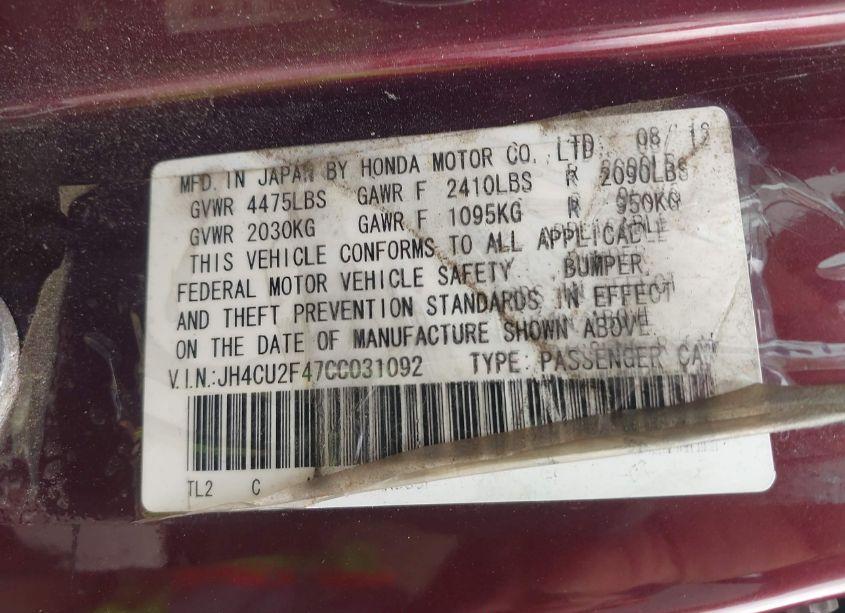 MFD. IN JAPAN BY HONDA MOTOR CO., LTD. 08/12
GVWR 4475LBS GAWR F 2410LBS R 2090LBS
GVWR 2030KG GAWR F 1095KG R 950KG
THIS VEHICLE CONFORMS TO ALL APPLICABLE
FEDERAL MOTOR VEHICLE SAFETY BUMPER,
AND THEFT PREVENTION STANDARDS IN EFFECT
ON THE DATE OF MANUFACTURE SHOWN ABOVE.
V.I.N.:JH4CU2F47CC031092 TYPE: PASSENGER CAR
TL2 C